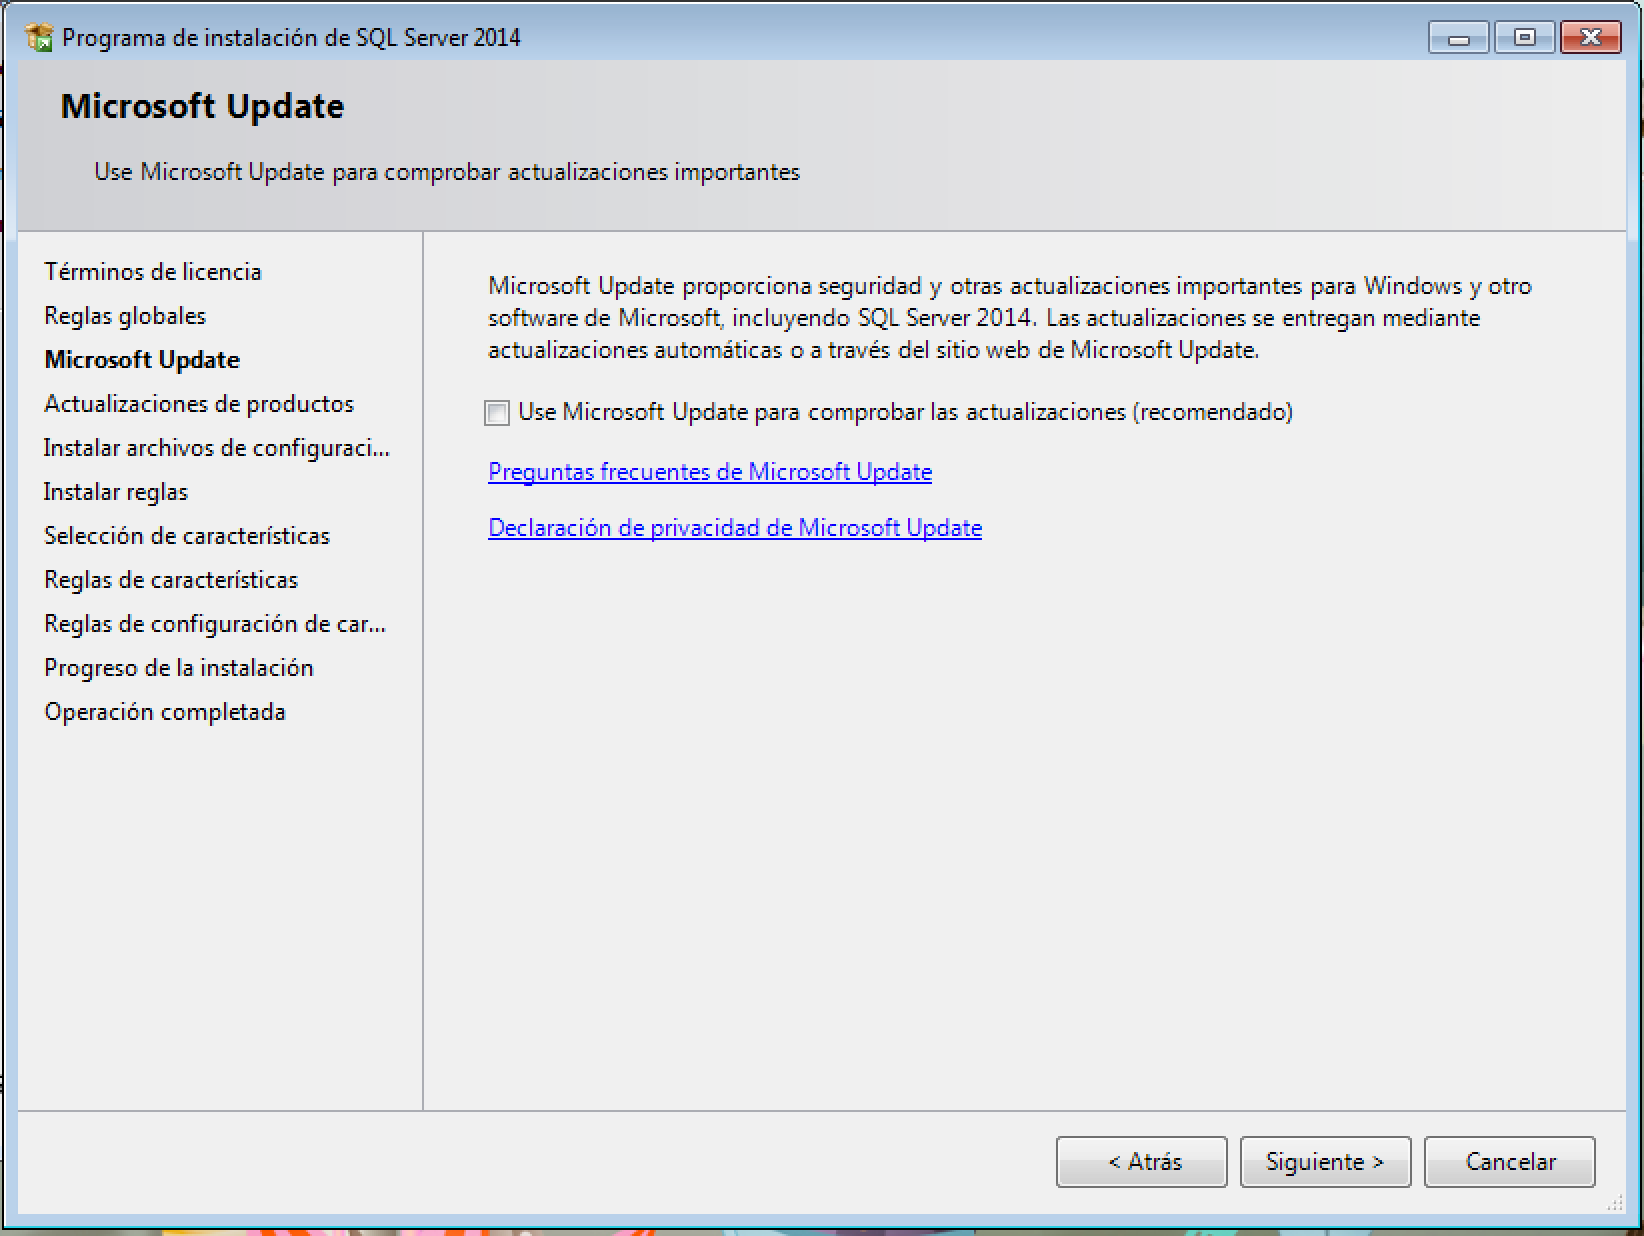 Programa de instalación de SQL Server 2014
Microsoft Update
Use Microsoft Update para comprobar actualizaciones importantes
Términos de licencia
Reglas globales
Microsoft Update
Actualizaciones de productos
Instalar archivos de configuraci...
Instalar reglas
Selección de características
Reglas de características
Reglas de configuración de car...
Progreso de la instalación
Operación completada
Microsoft Update proporciona seguridad y otras actualizaciones importantes para Windows y otro
software de Microsoft, incluyendo SQL Server 2014. Las actualizaciones se entregan mediante
actualizaciones automáticas o a través del sitio web de Microsoft Update.
Use Microsoft Update para comprobar las actualizaciones (recomendado)
Preguntas frecuentes de Microsoft Update
Declaración de privacidad de Microsoft Update
< Atrás
Siguiente >
Cancelar